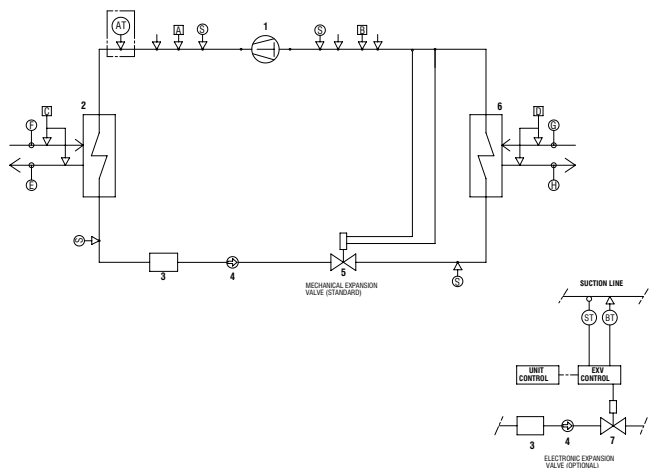 AT
A
S
1
S
B
2
C
F
E
6
D
G
H
S
3
4
5
MECHANICAL EXPANSION
VALVE (STANDARD)
S
SUCTION LINE
ST
BT
UNIT
CONTROL
EXV
CONTROL
3
4
7
ELECTRONIC EXPANSION
VALVE (OPTIONAL)